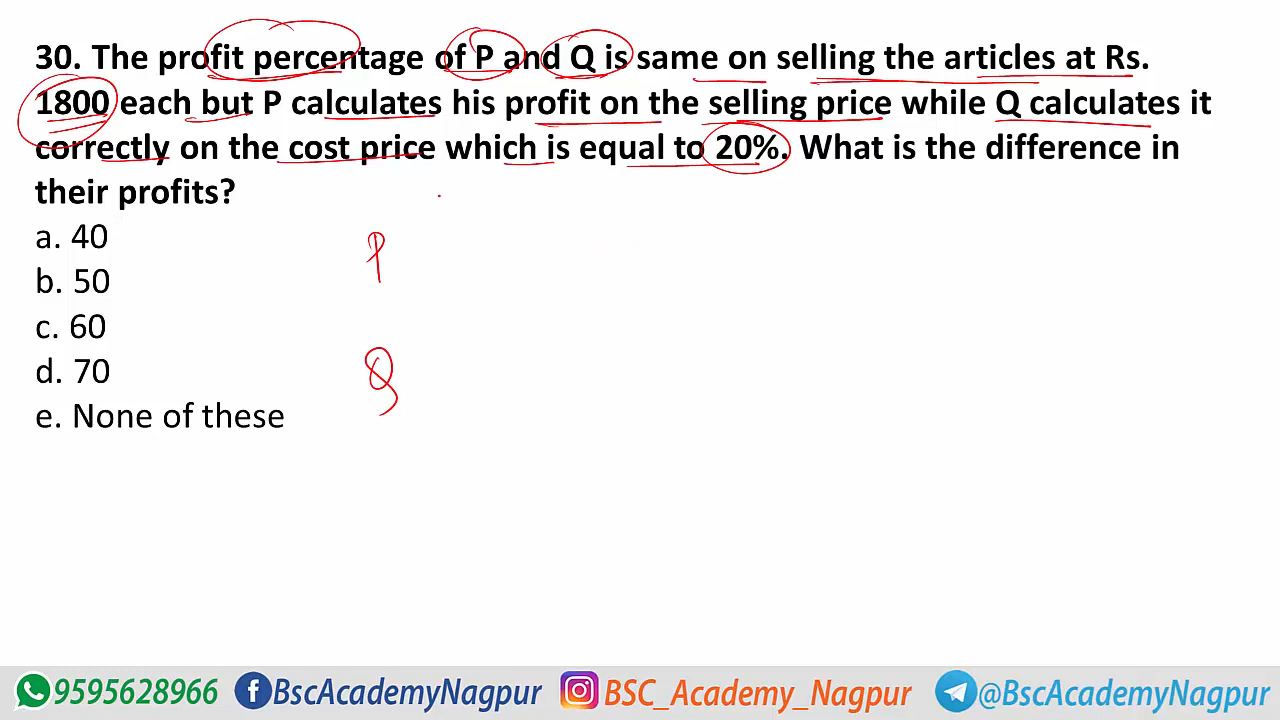 30. The profit percentage of P and Q is same on selling the articles at Rs.
1800 each but P calculates his profit on the selling price while Q calculates it
correctly on the cost price which is equal to 20%. What is the difference in
their profits?
a. 40
b. 50
c. 60
d. 70
e. None of these
P
Q
9595628966 BscAcademyNagpur BSC_Academy_Nagpur @BscAcademyNagpur